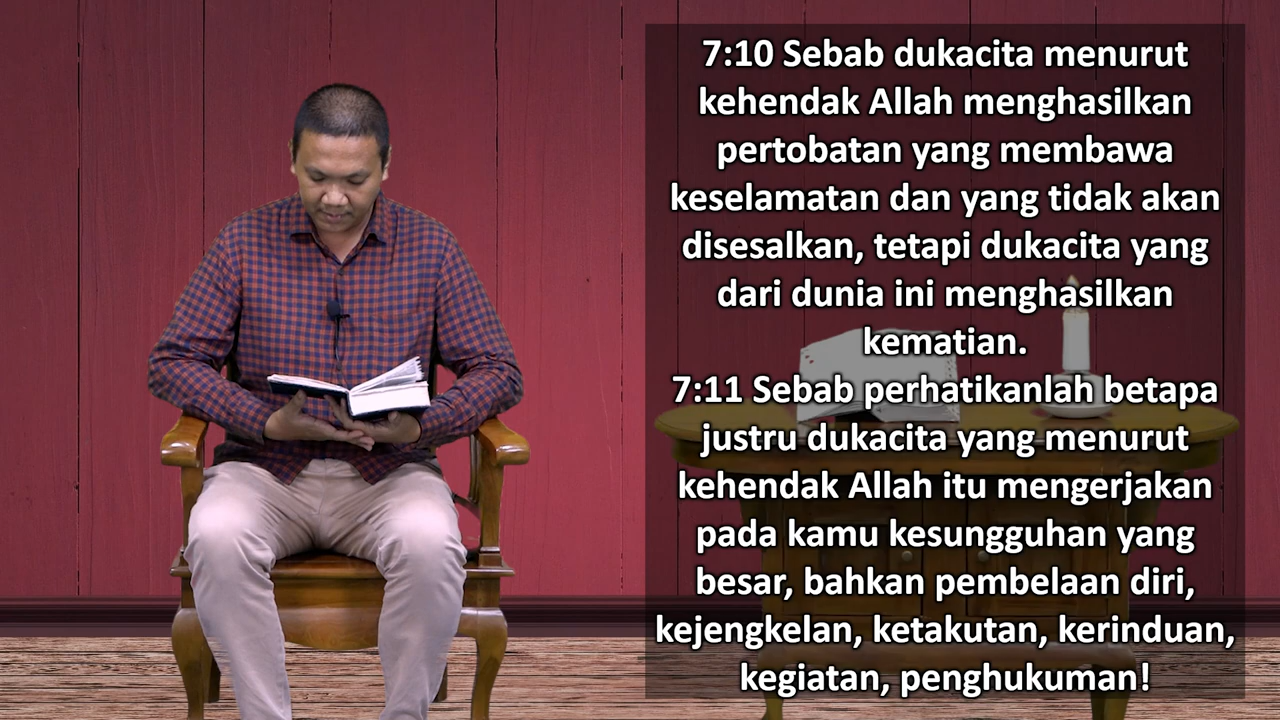 7:10 Sebab dukacita menurut
kehendak Allah menghasilkan
pertobatan yang membawa
keselamatan dan yang tidak akan
disesalkan, tetapi dukacita yang
dari dunia ini menghasilkan
kematian.
7:11 Sebab perhatikanlah betapa
justru dukacita yang menurut
kehendak Allah itu mengerjakan
pada kamu kesungguhan yang
besar, bahkan pembelaan diri,
kejengkelan, ketakutan, kerinduan,
kegiatan, penghukuman!